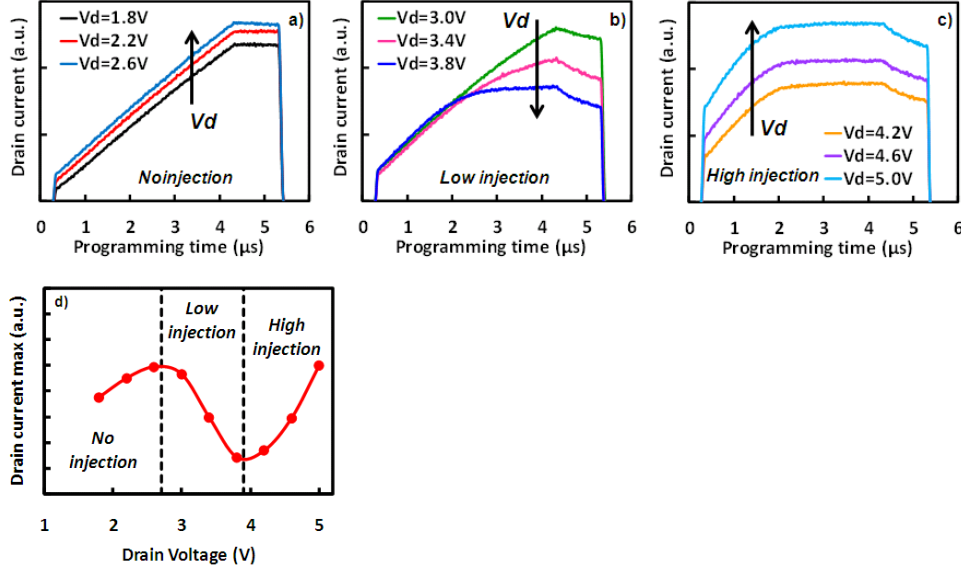 Drain current (a.u.)
a)
Vd=1.8V
Vd=2.2V
Vd=2.6V
Vd
Noinjection
0 1 2 3 4 5 6
Programming time (µs)
Drain current (a.u.)
b)
Vd=3.0V
Vd=3.4V
Vd=3.8V
Vd
Low injection
0 1 2 3 4 5 6
Programming time (µs)
Drain current (a.u.)
c)
Vd
Vd=4.2V
Vd=4.6V
Vd=5.0V
High injection
0 1 2 3 4 5 6
Programming time (µs)
Drain current max (a.u.)
d)
Low
injection
High
injection
No
injection
1 2 3 4 5
Drain Voltage (V)